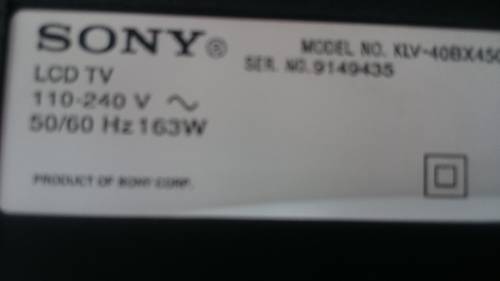 SONY®
MODEL NO. KLV-40BX450
SER. NO. 9149435
LCD TV
110-240 V ~
50/60 Hz 163W
PRODUCT OF SONY CORP.